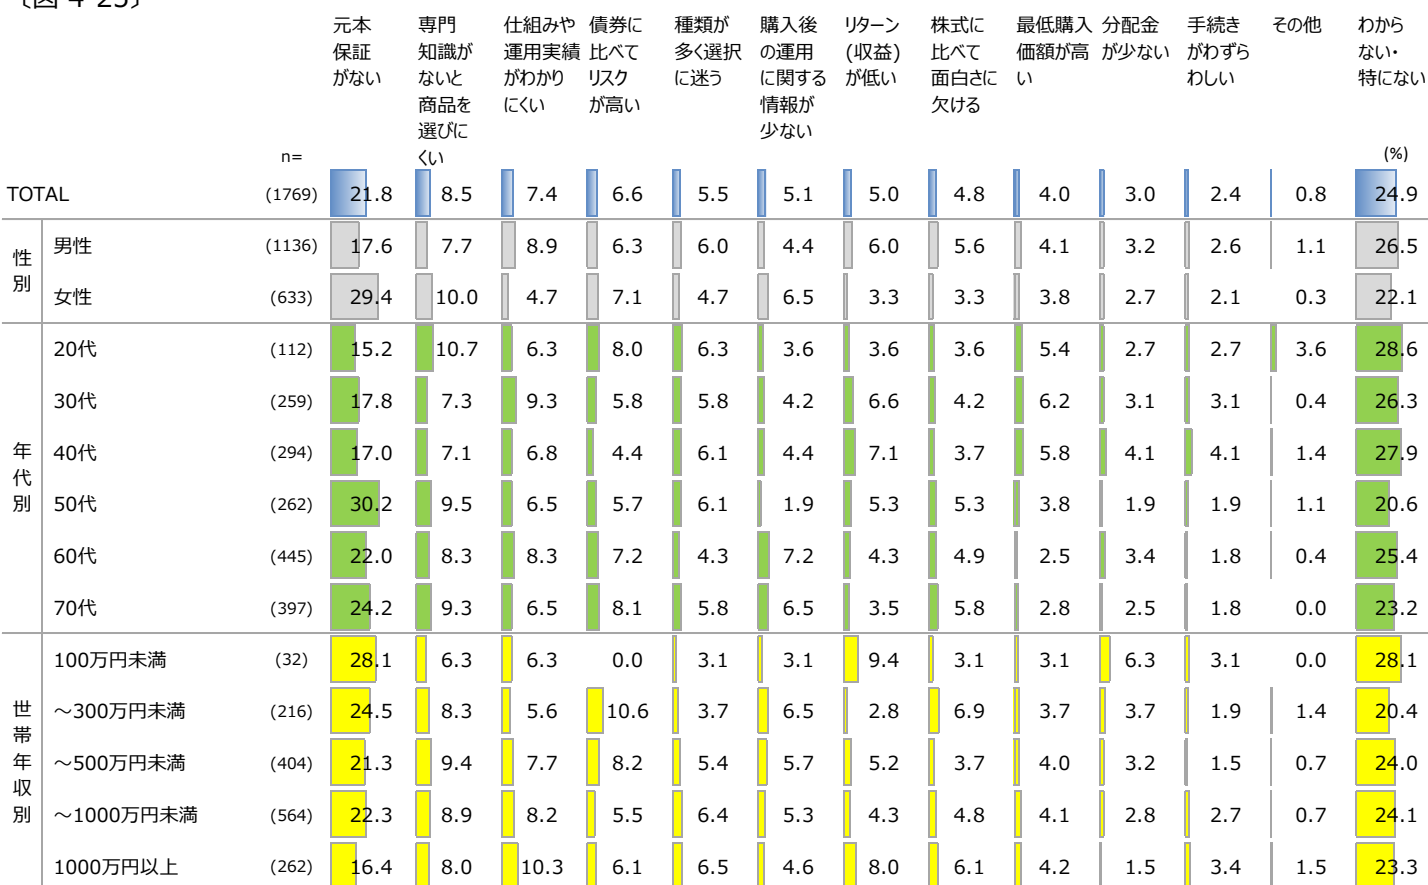 〔図 4-23〕
元本保証がない 専門知識がないと商品を選びにくい 仕組みや運用実績がわかりにくい 債券に比べてリスクが高い 種類が多く選択に迷う 購入後の運用に関する情報が少ない リターン(収益)が低い 株式に比べて面白さに欠ける 最低購入価額が高い 分配金が少ない 手続きがわずらわしい その他 わからない・特にない
n= (%)
TOTAL (1769) 21.8 8.5 7.4 6.6 5.5 5.1 5.0 4.8 4.0 3.0 2.4 0.8 24.9
性別
男性 (1136) 17.6 7.7 8.9 6.3 6.0 4.4 6.0 5.6 4.1 3.2 2.6 1.1 26.5
女性 (633) 29.4 10.0 4.7 7.1 4.7 6.5 3.3 3.3 3.8 2.7 2.1 0.3 22.1
年代別
20代 (112) 15.2 10.7 6.3 8.0 6.3 3.6 3.6 3.6 5.4 2.7 2.7 3.6 28.6
30代 (259) 17.8 7.3 9.3 5.8 5.8 4.2 6.6 4.2 6.2 3.1 3.1 0.4 26.3
40代 (294) 17.0 7.1 6.8 4.4 6.1 4.4 7.1 3.7 5.8 4.1 4.1 1.4 27.9
50代 (262) 30.2 9.5 6.5 5.7 6.1 1.9 5.3 5.3 3.8 1.9 1.9 1.1 20.6
60代 (445) 22.0 8.3 8.3 7.2 4.3 7.2 4.3 4.9 2.5 3.4 1.8 0.4 25.4
70代 (397) 24.2 9.3 6.5 8.1 5.8 6.5 3.5 5.8 2.8 2.5 1.8 0.0 23.2
世帯年収別
100万円未満 (32) 28.1 6.3 6.3 0.0 3.1 3.1 9.4 3.1 3.1 6.3 3.1 0.0 28.1
～300万円未満 (216) 24.5 8.3 5.6 10.6 3.7 6.5 2.8 6.9 3.7 3.7 1.9 1.4 20.4
～500万円未満 (404) 21.3 9.4 7.7 8.2 5.4 5.7 5.2 3.7 4.0 3.2 1.5 0.7 24.0
～1000万円未満 (564) 22.3 8.9 8.2 5.5 6.4 5.3 4.3 4.8 4.1 2.8 2.7 0.7 24.1
1000万円以上 (262) 16.4 8.0 10.3 6.1 6.5 4.6 8.0 6.1 4.2 1.5 3.4 1.5 23.3